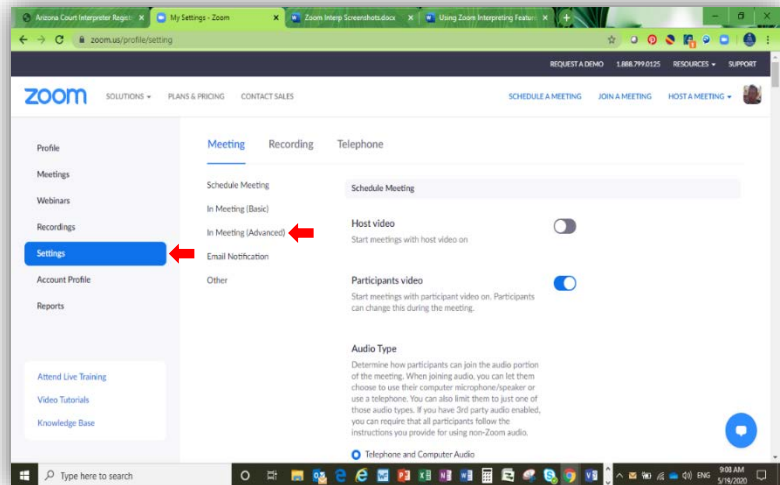 Arizona Court Interpreter Regist
My Settings - Zoom
Zoom Interp Screenshots.docx
Using Zoom Interpreting Featur
zoom.us/profile/setting
REQUEST A DEMO 1.888.799.0125 RESOURCES SUPPORT
zoom SOLUTIONS PLANS & PRICING CONTACT SALES SCHEDULE A MEETING JOIN A MEETING HOST A MEETING
Profile
Meetings
Webinars
Recordings
Settings
Account Profile
Reports
Attend Live Training
Video Tutorials
Knowledge Base
Meeting Recording Telephone
Schedule Meeting
In Meeting (Basic)
In Meeting (Advanced)
Email Notification
Other
Schedule Meeting
Host video
Start meetings with host video on
Participants video
Start meetings with participant video on. Participants
can change this during the meeting.
Audio Type
Determine how participants can join the audio portion
of the meeting. When joining audio, you can let them
choose to use their computer microphone/speaker or
use a telephone. You can also limit them to just one of
those audio types. If you have 3rd party audio enabled,
you can require that all participants follow the
instructions you provide for using non-Zoom audio.
Telephone and Computer Audio
Type here to search
ENG
9:08 AM
5/19/2020